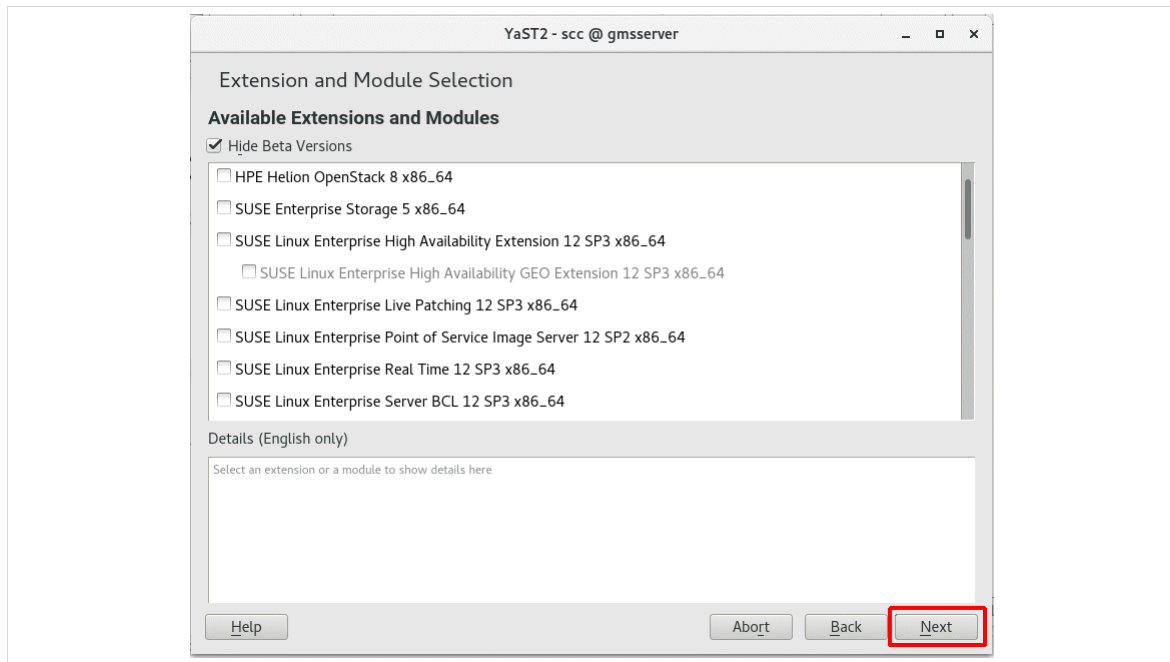 YaST2 - scc @ gmsserver
Extension and Module Selection
Available Extensions and Modules
Hide Beta Versions
HPE Helion OpenStack 8 x86_64
SUSE Enterprise Storage 5 x86_64
SUSE Linux Enterprise High Availability Extension 12 SP3 x86_64
SUSE Linux Enterprise High Availability GEO Extension 12 SP3 x86_64
SUSE Linux Enterprise Live Patching 12 SP3 x86_64
SUSE Linux Enterprise Point of Service Image Server 12 SP2 x86_64
SUSE Linux Enterprise Real Time 12 SP3 x86_64
SUSE Linux Enterprise Server BCL 12 SP3 x86_64
Details (English only)
Select an extension or a module to show details here
Help Abort Back Next